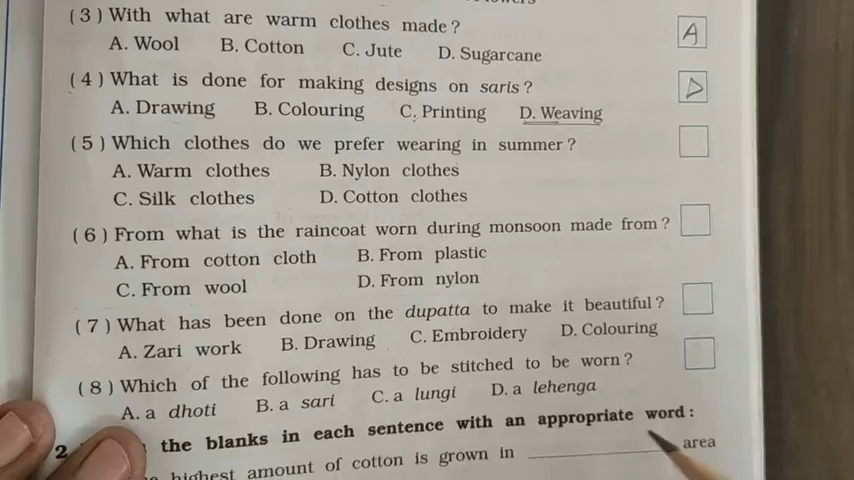 ( 3 ) With what are warm clothes made ? A
A. Wool B. Cotton C. Jute D. Sugarcane
( 4 ) What is done for making designs on saris ? D
A. Drawing B. Colouring C. Printing D. Weaving
( 5 ) Which clothes do we prefer wearing in summer ?
A. Warm clothes B. Nylon clothes
C. Silk clothes D. Cotton clothes
( 6 ) From what is the raincoat worn during monsoon made from ?
A. From cotton cloth B. From plastic
C. From wool D. From nylon
( 7 ) What has been done on the dupatta to make it beautiful ?
A. Zari work B. Drawing C. Embroidery D. Colouring
( 8 ) Which of the following has to be stitched to be worn ?
A. a dhoti B. a sari C. a lungi D. a lehenga
2 the blanks in each sentence with an appropriate word :
highest amount of cotton is grown in area